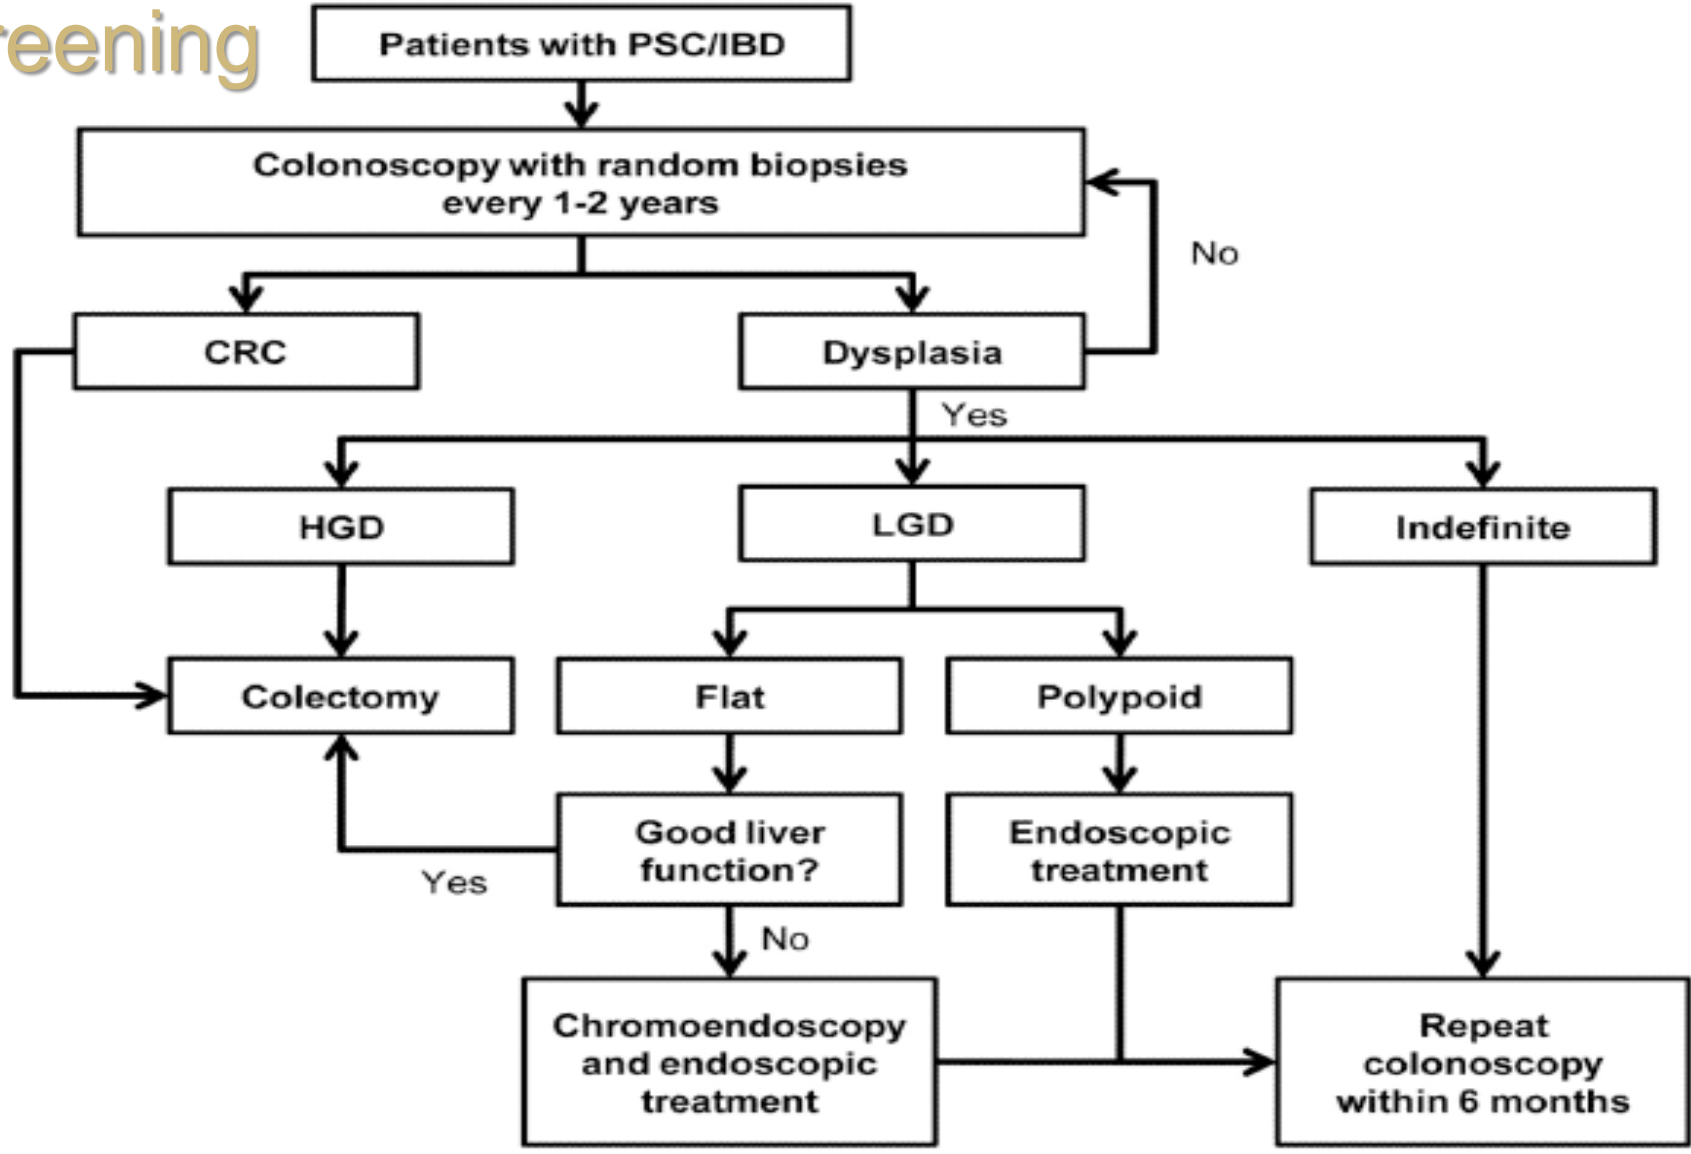 reening
Patients with PSC/IBD
Colonoscopy with random biopsies
every 1-2 years
No
CRC
Dysplasia
Yes
HGD
LGD
Indefinite
Colectomy
Flat
Polypoid
Good liver
function?
Endoscopic
treatment
Yes
No
Chromoendoscopy
and endoscopic
treatment
Repeat
colonoscopy
within 6 months